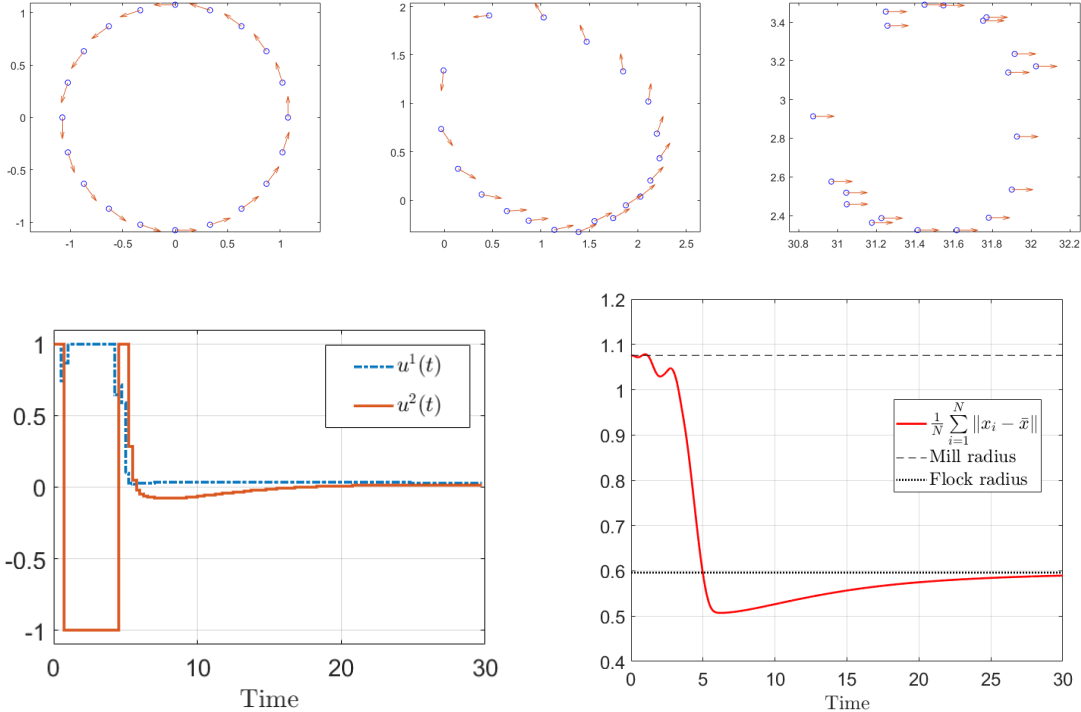 1
0.5
0
-0.5
-1
-1 -0.5 0 0.5 1
2
1.5
1
0.5
0
0 0.5 1 1.5 2 2.5
3.4
3.2
3
2.8
2.6
2.4
30.8 31 31.2 31.4 31.6 31.8 32 32.2
1
0.5
0
-0.5
-1
0 10 20 30
Time
u¹(t)
u²(t)
1.2
1.1
1
0.9
0.8
0.7
0.6
0.5
0.4
0 5 10 15 20 25 30
Time
1/N ∑_{i=1}^{N} ‖x_i − x̄‖
Mill radius
Flock radius